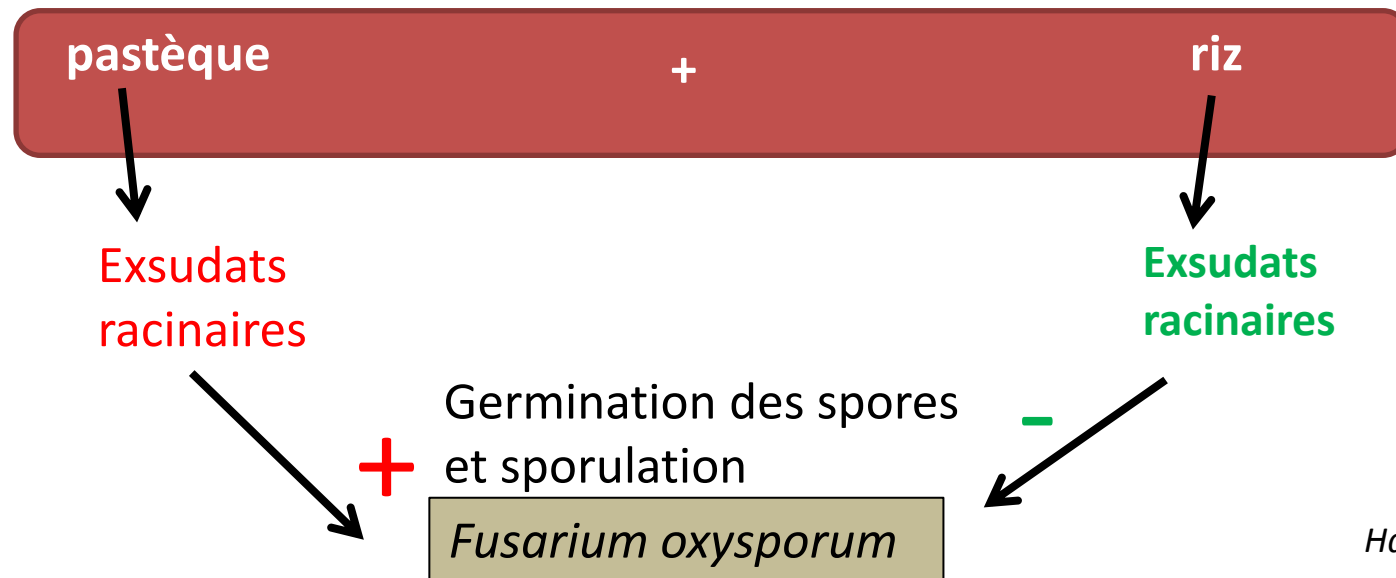 pastèque + riz
Exsudats
racinaires
Exsudats
racinaires
+ Germination des spores -
et sporulation
Fusarium oxysporum